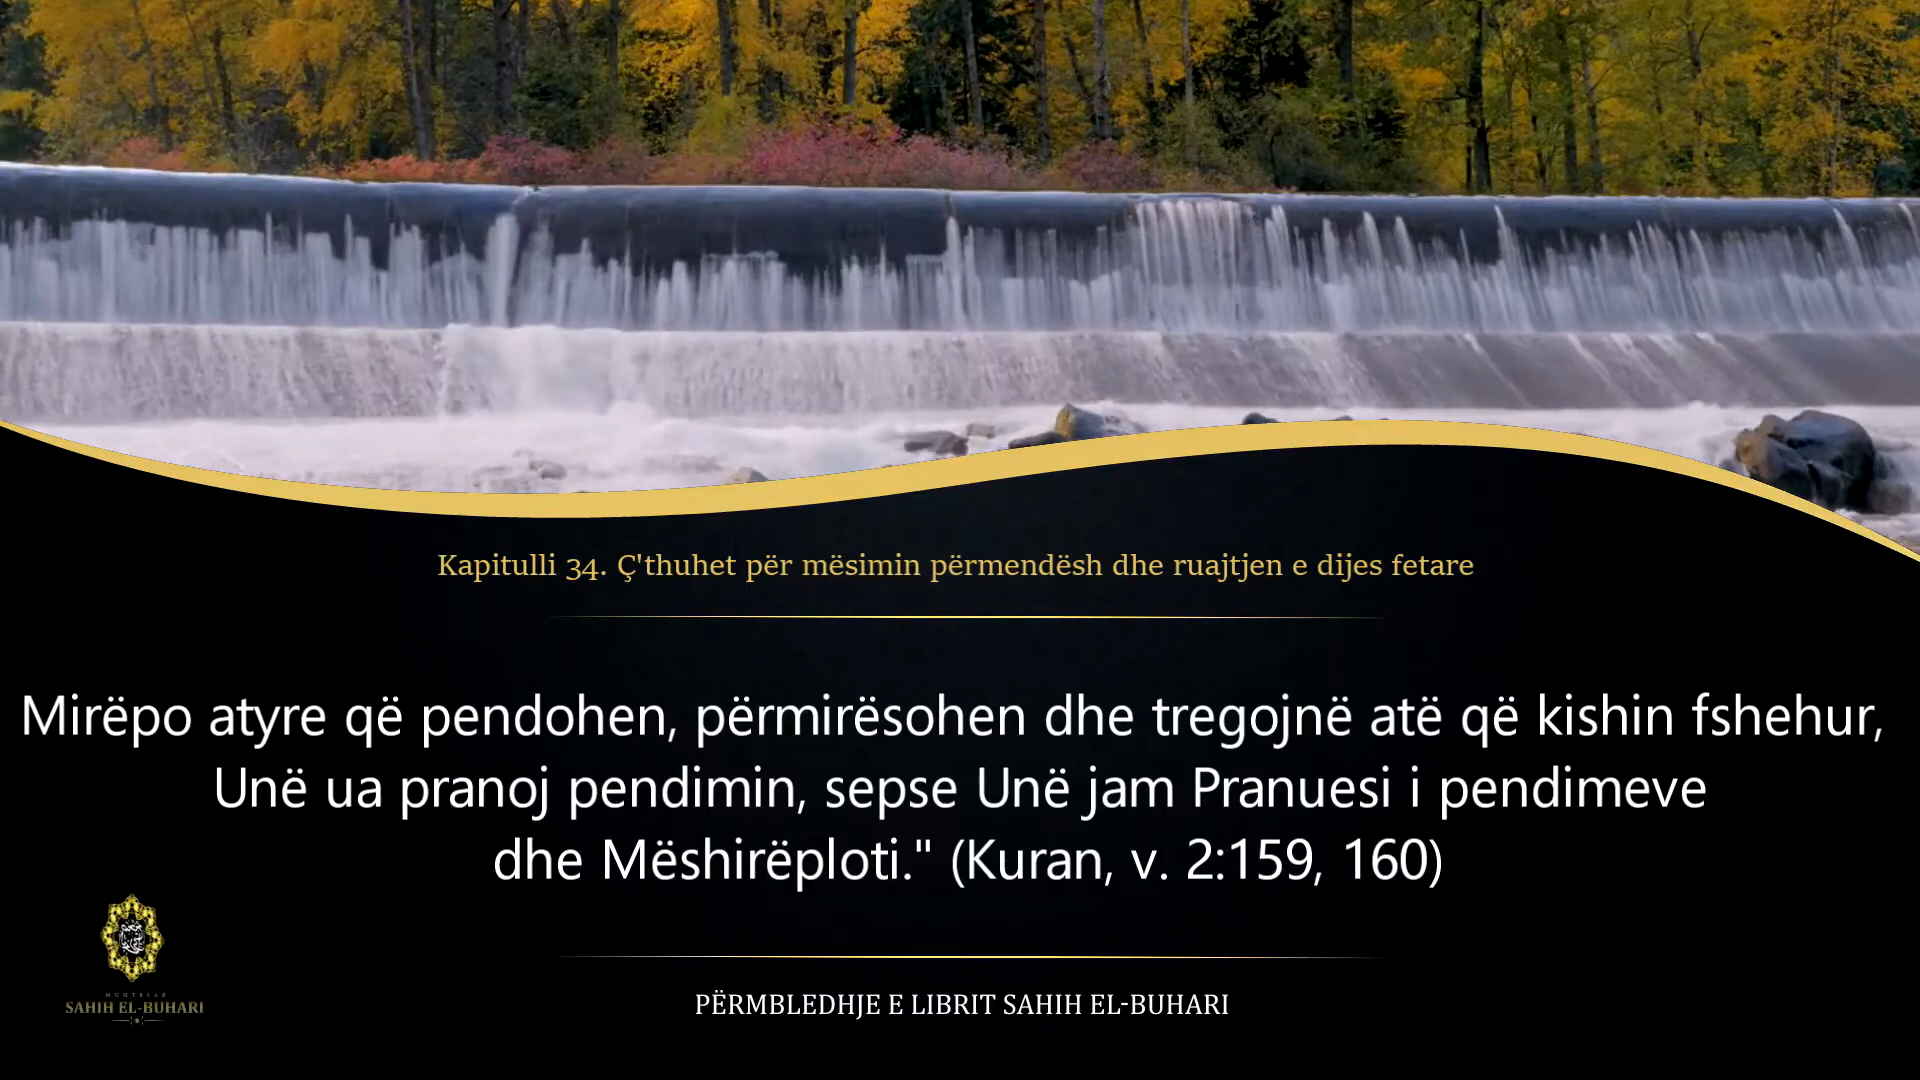 Kapitulli 34. Ç'thuhet për mësimin përmendësh dhe ruajtjen e dijes fetare
Mirëpo atyre që pendohen, përmirësohen dhe tregojnë atë që kishin fshehur,
Unë ua pranoj pendimin, sepse Unë jam Pranuesi i pendimeve
dhe Mëshirëploti." (Kuran, v. 2:159, 160)
MUHTESAR
SAHIH EL-BUHARI
PËRMBLEDHJE E LIBRIT SAHIH EL-BUHARI